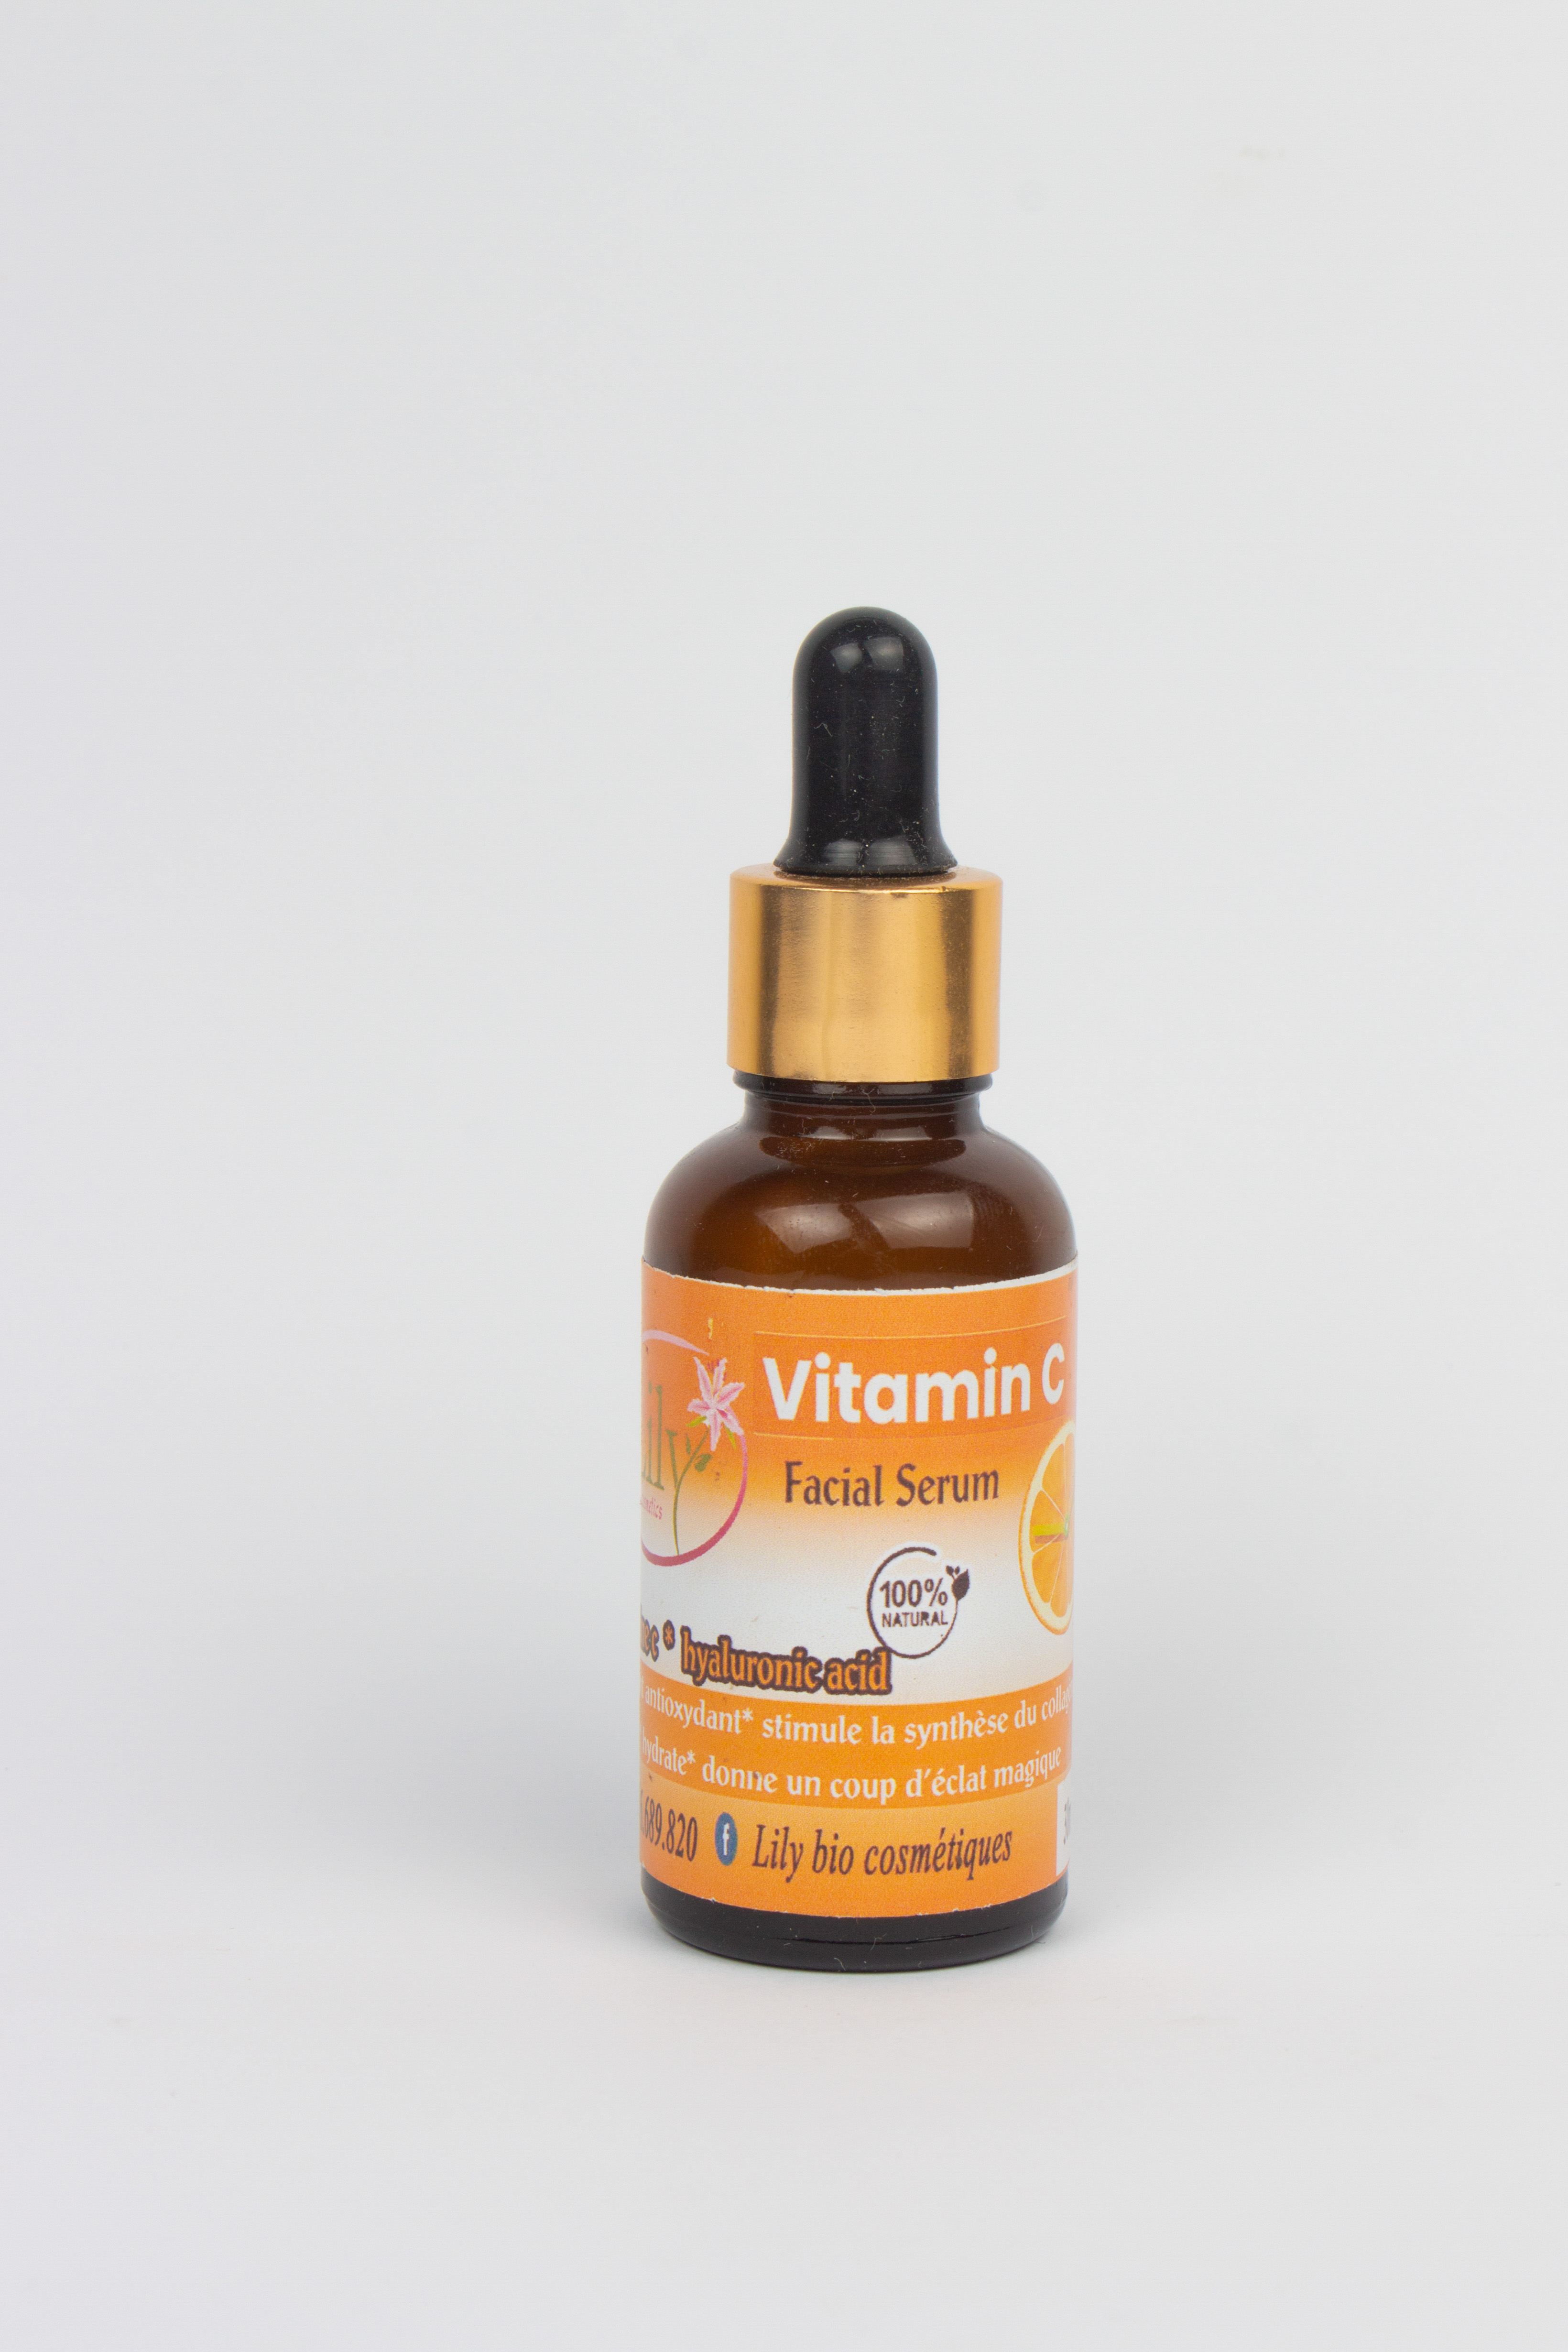 Vitamin C
Facial Serum
100%
NATURAL
* hyaluronic acid
antioxydant* stimule la synthèse du
hydrate* donne un coup d'éclat magique
.689.820 f Lily bio cosmétiques